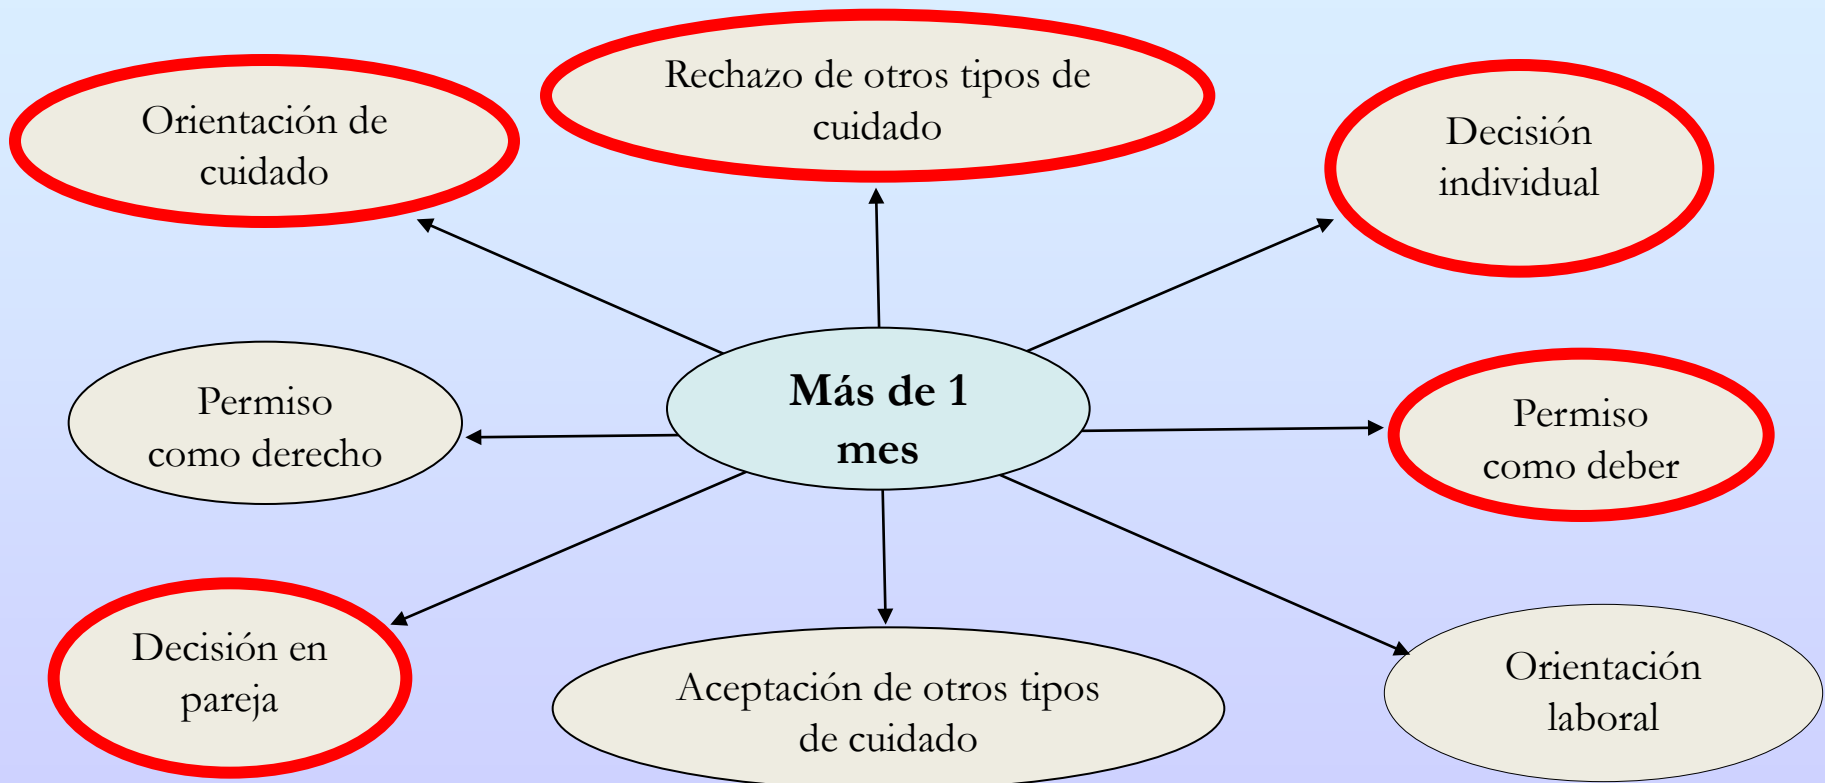 Rechazo de otros tipos de
cuidado
Orientación de
cuidado
Decisión
individual
Más de 1
mes
Permiso
como derecho
Permiso
como deber
Decisión en
pareja
Aceptación de otros tipos
de cuidado
Orientación
laboral